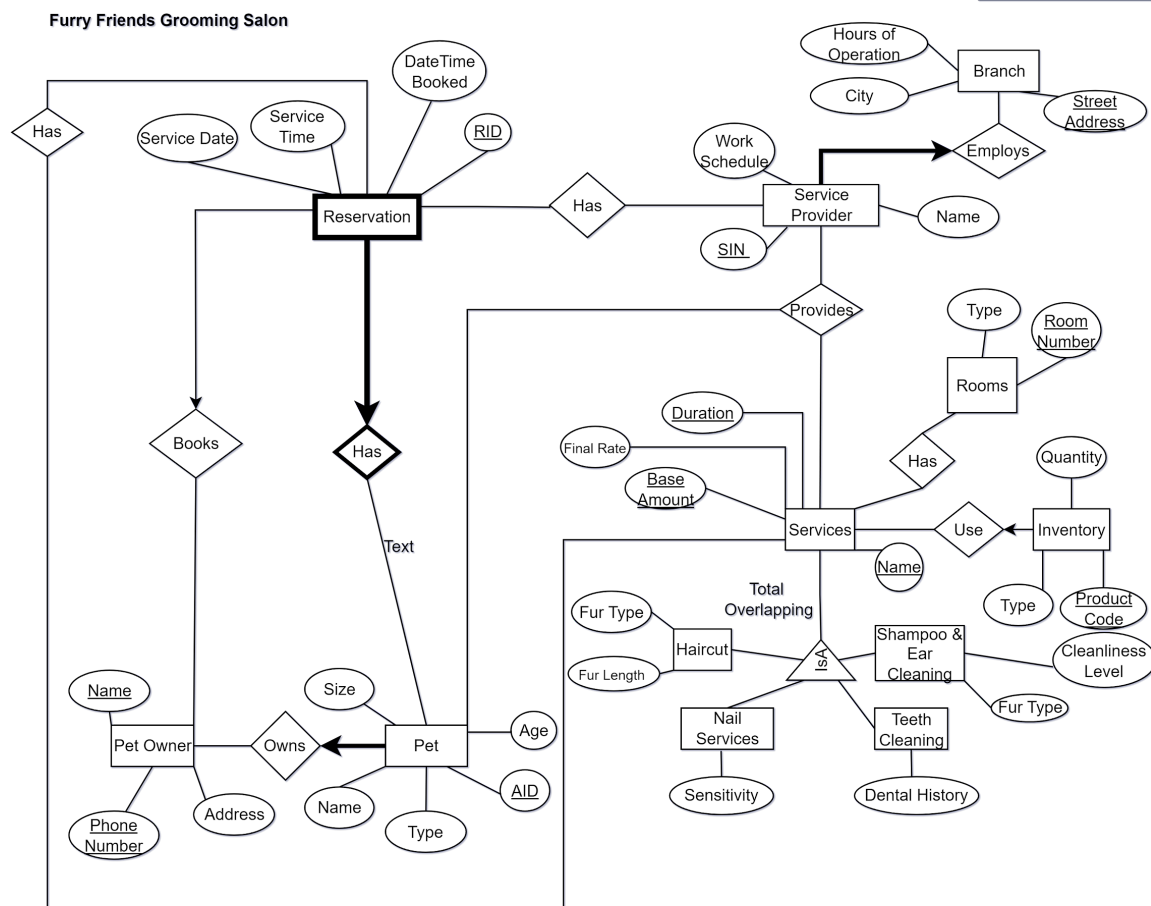 Furry Friends Grooming Salon
Hours of
Operation
DateTime
Booked
Branch
City
Street
Address
Service
Time
Has
Service Date
RID
Work
Schedule
Employs
Service
Provider
Has
Reservation
Name
SIN
Provides
Type
Room
Number
Rooms
Duration
Books
Has
Final Rate
Has
Quantity
Base
Amount
Services
Use
Inventory
Text
Name
Total
Overlapping
Type
Product
Code
Fur Type
Haircut
IsA
Shampoo &
Ear
Cleaning
Cleanliness
Level
Fur Length
Fur Type
Name
Size
Nail
Services
Teeth
Cleaning
Pet Owner
Owns
Pet
Age
AID
Name
Address
Type
Phone
Number
Sensitivity
Dental History